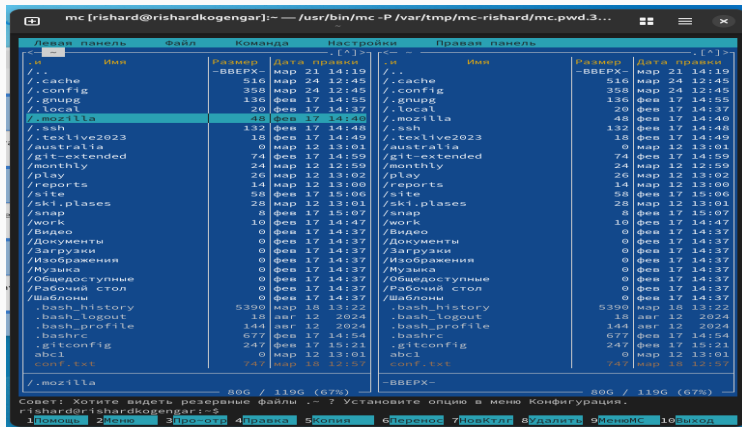 mc [rishard@rishardkogengar]:~ — /usr/bin/mc -P /var/tmp/mc-rishard/mc.pwd.3...
Левая панель Файл Команда Настройки Правая панель
<— ~ .[^]> <— ~ .[^]>
.и Имя Размер Дата правки .и Имя Размер Дата правки
/.. -ВВЕРХ- мар 21 14:19 /.. -ВВЕРХ- мар 21 14:19
/.cache 516 мар 24 12:45 /.cache 516 мар 24 12:45
/.config 358 мар 24 12:45 /.config 358 мар 24 12:45
/.gnupg 136 фев 17 14:55 /.gnupg 136 фев 17 14:55
/.local 20 фев 17 14:37 /.local 20 фев 17 14:37
/.mozilla 48 фев 17 14:40 /.mozilla 48 фев 17 14:40
/.ssh 132 фев 17 14:48 /.ssh 132 фев 17 14:48
/.texlive2023 18 фев 17 14:49 /.texlive2023 18 фев 17 14:49
/australia 0 мар 12 13:01 /australia 0 мар 12 13:01
/git-extended 74 фев 17 14:59 /git-extended 74 фев 17 14:59
/monthly 24 мар 12 12:59 /monthly 24 мар 12 12:59
/play 26 мар 12 13:02 /play 26 мар 12 13:02
/reports 14 мар 12 13:00 /reports 14 мар 12 13:00
/site 58 фев 17 15:06 /site 58 фев 17 15:06
/ski.plases 28 мар 12 13:01 /ski.plases 28 мар 12 13:01
/snap 8 фев 17 15:07 /snap 8 фев 17 15:07
/work 10 фев 17 14:47 /work 10 фев 17 14:47
/Видео 0 фев 17 14:37 /Видео 0 фев 17 14:37
/Документы 0 фев 17 14:37 /Документы 0 фев 17 14:37
/Загрузки 0 фев 17 14:37 /Загрузки 0 фев 17 14:37
/Изображения 0 фев 17 14:37 /Изображения 0 фев 17 14:37
/Музыка 0 фев 17 14:37 /Музыка 0 фев 17 14:37
/Общедоступные 0 фев 17 14:37 /Общедоступные 0 фев 17 14:37
/Рабочий стол 0 фев 17 14:37 /Рабочий стол 0 фев 17 14:37
/Шаблоны 0 фев 17 14:37 /Шаблоны 0 фев 17 14:37
.bash_history 5390 мар 18 13:22 .bash_history 5390 мар 18 13:22
.bash_logout 18 авг 12 2024 .bash_logout 18 авг 12 2024
.bash_profile 144 авг 12 2024 .bash_profile 144 авг 12 2024
.bashrc 677 фев 17 14:54 .bashrc 677 фев 17 14:54
.gitconfig 247 фев 17 15:21 .gitconfig 247 фев 17 15:21
abc1 0 мар 12 13:01 abc1 0 мар 12 13:01
conf.txt 747 мар 18 12:57 conf.txt 747 мар 18 12:57
/.mozilla -ВВЕРХ-
80G / 119G (67%) 80G / 119G (67%)
Совет: Хотите видеть резервные файлы .~ ? Установите опцию в меню Конфигурация.
rishard@rishardkogengar:~$
1Помощь 2Меню 3Про~отр 4Правка 5Копия 6Перенос 7НовКтлг 8Удалить 9МенюМС 10Выход